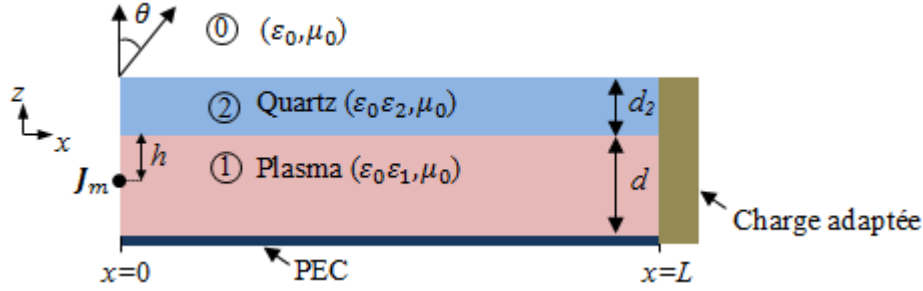 θ
⓪ (ε₀,μ₀)
z
x
② Quartz (ε₀ε₂,μ₀)
d₂
h
Jₘ
① Plasma (ε₀ε₁,μ₀)
d
Charge adaptée
x=0
PEC
x=L